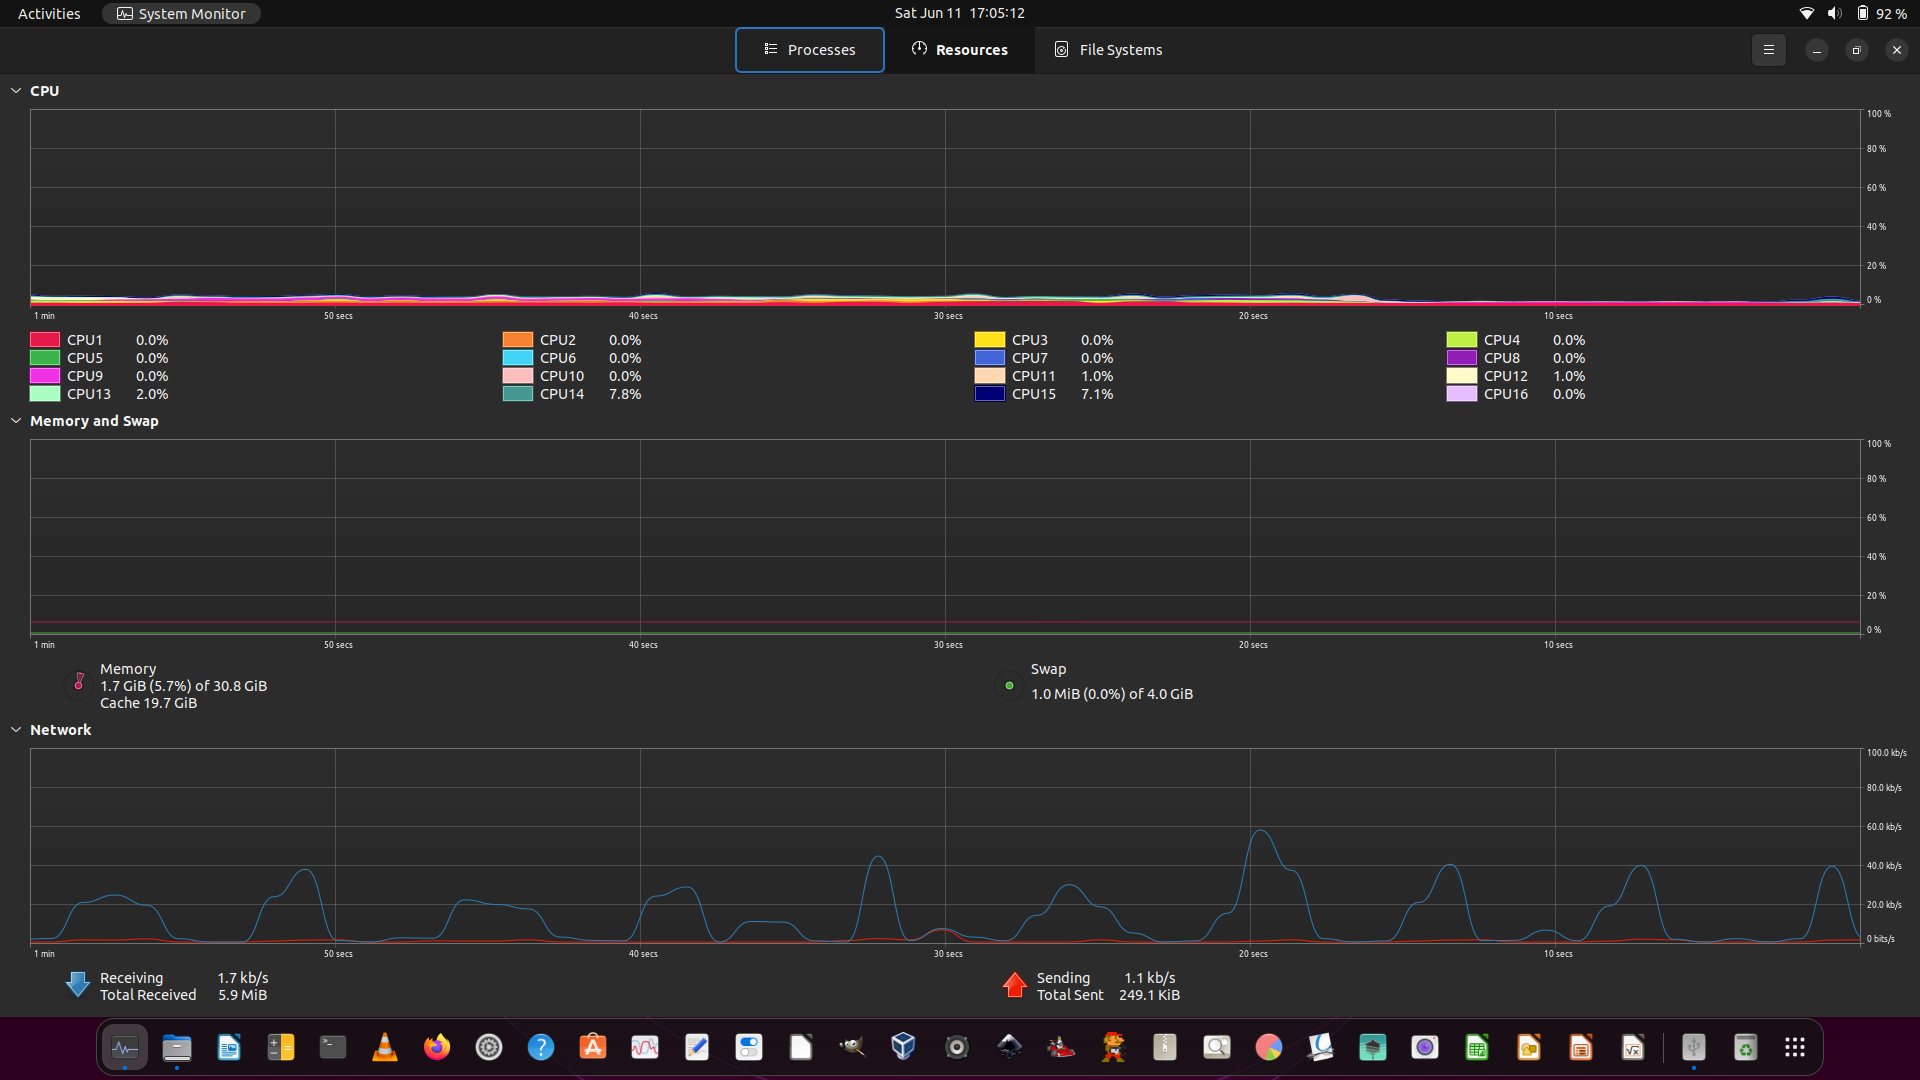 Activities
System Monitor
Sat Jun 11 17:05:12
92 %
Processes
Resources
File Systems
CPU
100 %
80 %
60 %
40 %
20 %
0 %
1 min
50 secs
40 secs
30 secs
20 secs
10 secs
CPU1 0.0%
CPU2 0.0%
CPU3 0.0%
CPU4 0.0%
CPU5 0.0%
CPU6 0.0%
CPU7 0.0%
CPU8 0.0%
CPU9 0.0%
CPU10 0.0%
CPU11 1.0%
CPU12 1.0%
CPU13 2.0%
CPU14 7.8%
CPU15 7.1%
CPU16 0.0%
Memory and Swap
100 %
80 %
60 %
40 %
20 %
0 %
1 min
50 secs
40 secs
30 secs
20 secs
10 secs
Memory
1.7 GiB (5.7%) of 30.8 GiB
Cache 19.7 GiB
Swap
1.0 MiB (0.0%) of 4.0 GiB
Network
100.0 kb/s
80.0 kb/s
60.0 kb/s
40.0 kb/s
20.0 kb/s
0 bits/s
1 min
50 secs
40 secs
30 secs
20 secs
10 secs
Receiving 1.7 kb/s
Total Received 5.9 MiB
Sending 1.1 kb/s
Total Sent 249.1 KiB